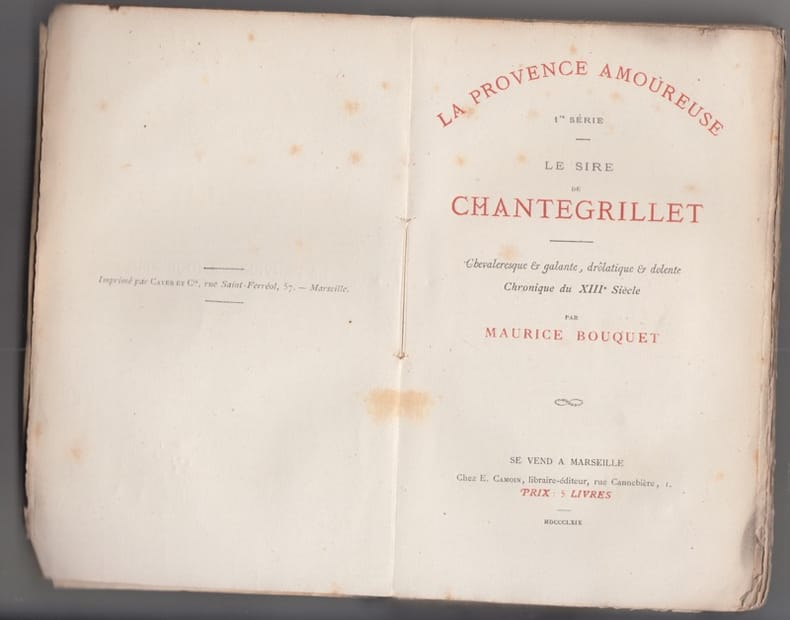 Imprimé par CAYER ET Cie, rue Saint-Ferréol, 57. — Marseille.
LA PROVENCE AMOUREUSE
1re SÉRIE
LE SIRE
DE
CHANTEGRILLET
Chevaleresque & galante, drôlatique & dolente
Chronique du XIIIe Siècle
PAR
MAURICE BOUQUET
SE VEND A MARSEILLE
Chez E. CAMOIN, libraire-éditeur, rue Cannebière, 1.
PRIX : 5 LIVRES
MDCCCLXIX